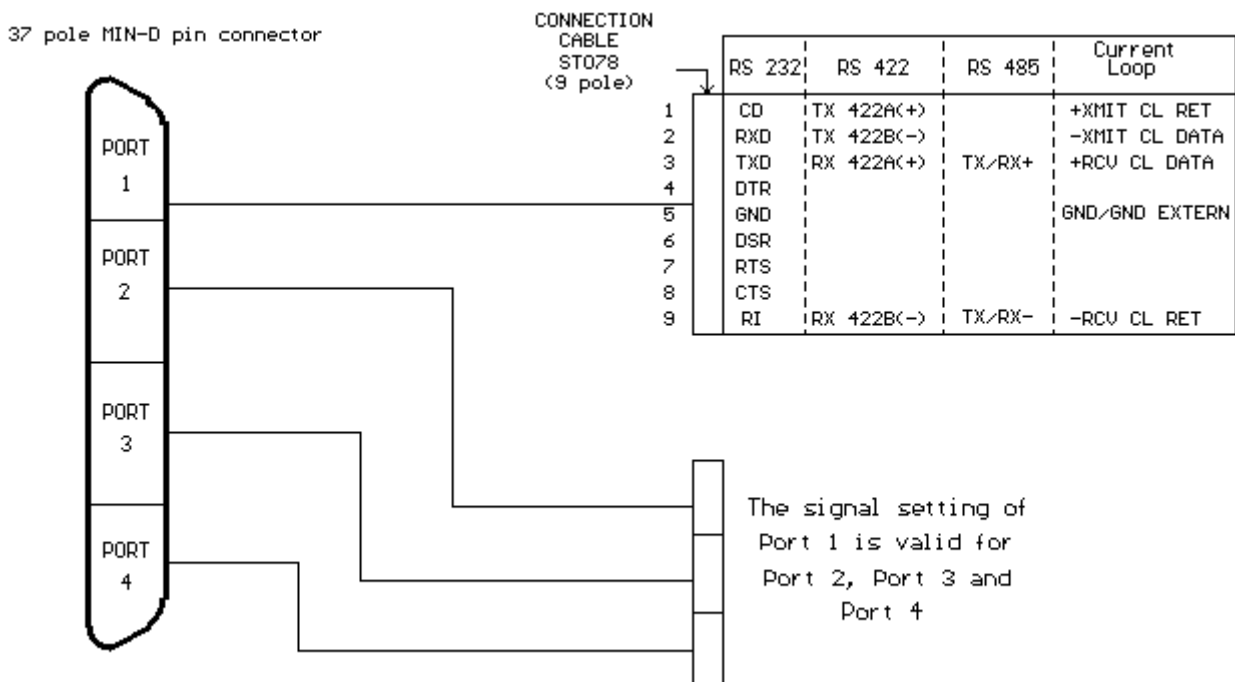 37 pole MIN-D pin connector
CONNECTION
CABLE
ST078
(9 pole)
PORT
1
PORT
2
PORT
3
PORT
4
RS 232 RS 422 RS 485 Current Loop
1 CD TX 422A(+) +XMIT CL RET
2 RXD TX 422B(-) -XMIT CL DATA
3 TXD RX 422A(+) TX/RX+ +RCV CL DATA
4 DTR
5 GND GND/GND EXTERN
6 DSR
7 RTS
8 CTS
9 RI RX 422B(-) TX/RX- -RCV CL RET
The signal setting of
Port 1 is valid for
Port 2, Port 3 and
Port 4